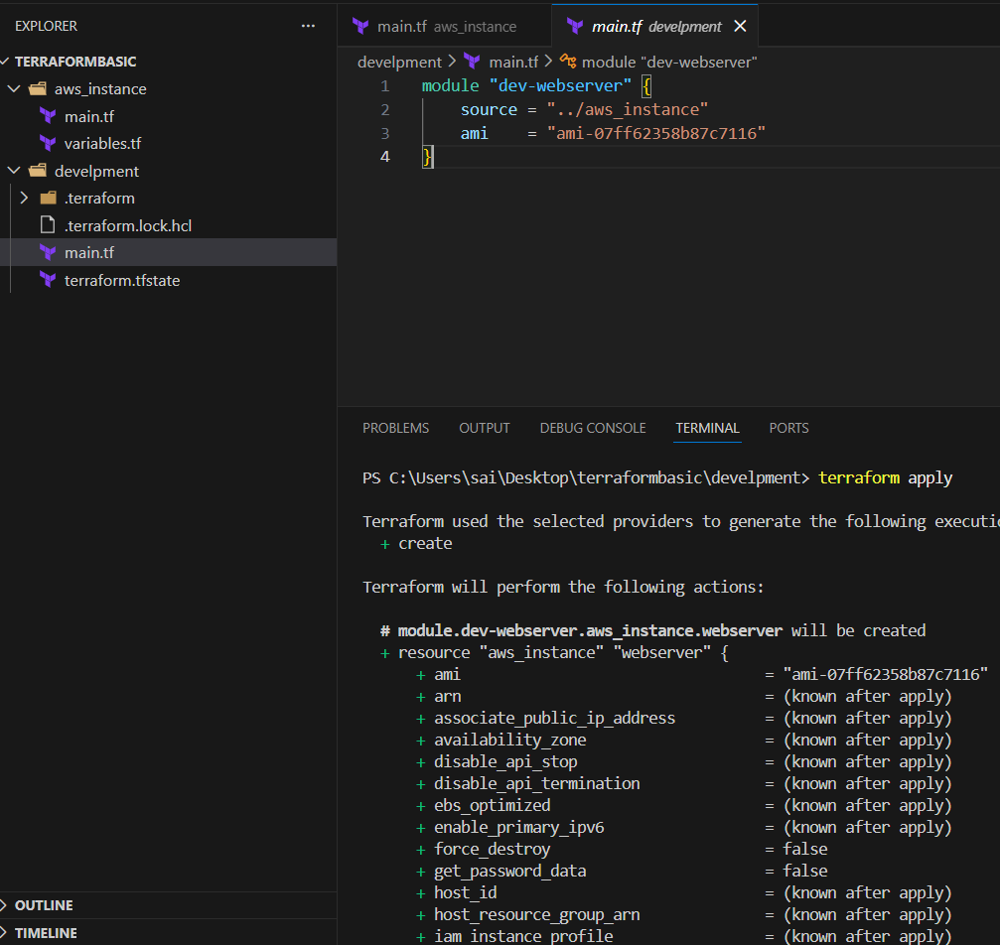 EXPLORER
TERRAFORMBASIC
aws_instance
main.tf
variables.tf
develpment
.terraform
.terraform.lock.hcl
main.tf
terraform.tfstate
OUTLINE
TIMELINE
main.tf aws_instance
main.tf develpment
develpment > main.tf > module "dev-webserver"
1 module "dev-webserver" {
2 source = "../aws_instance"
3 ami = "ami-07ff62358b87c7116"
4 }
PROBLEMS OUTPUT DEBUG CONSOLE TERMINAL PORTS
PS C:\Users\sai\Desktop\terraformbasic\develpment> terraform apply
Terraform used the selected providers to generate the following
+ create
Terraform will perform the following actions:
# module.dev-webserver.aws_instance.webserver will be created
+ resource "aws_instance" "webserver" {
+ ami = "ami-07ff62358b87c7116"
+ arn = (known after apply)
+ associate_public_ip_address = (known after apply)
+ availability_zone = (known after apply)
+ disable_api_stop = (known after apply)
+ disable_api_termination = (known after apply)
+ ebs_optimized = (known after apply)
+ enable_primary_ipv6 = (known after apply)
+ force_destroy = false
+ get_password_data = false
+ host_id = (known after apply)
+ host_resource_group_arn = (known after apply)
+ iam_instance_profile = (known after apply)